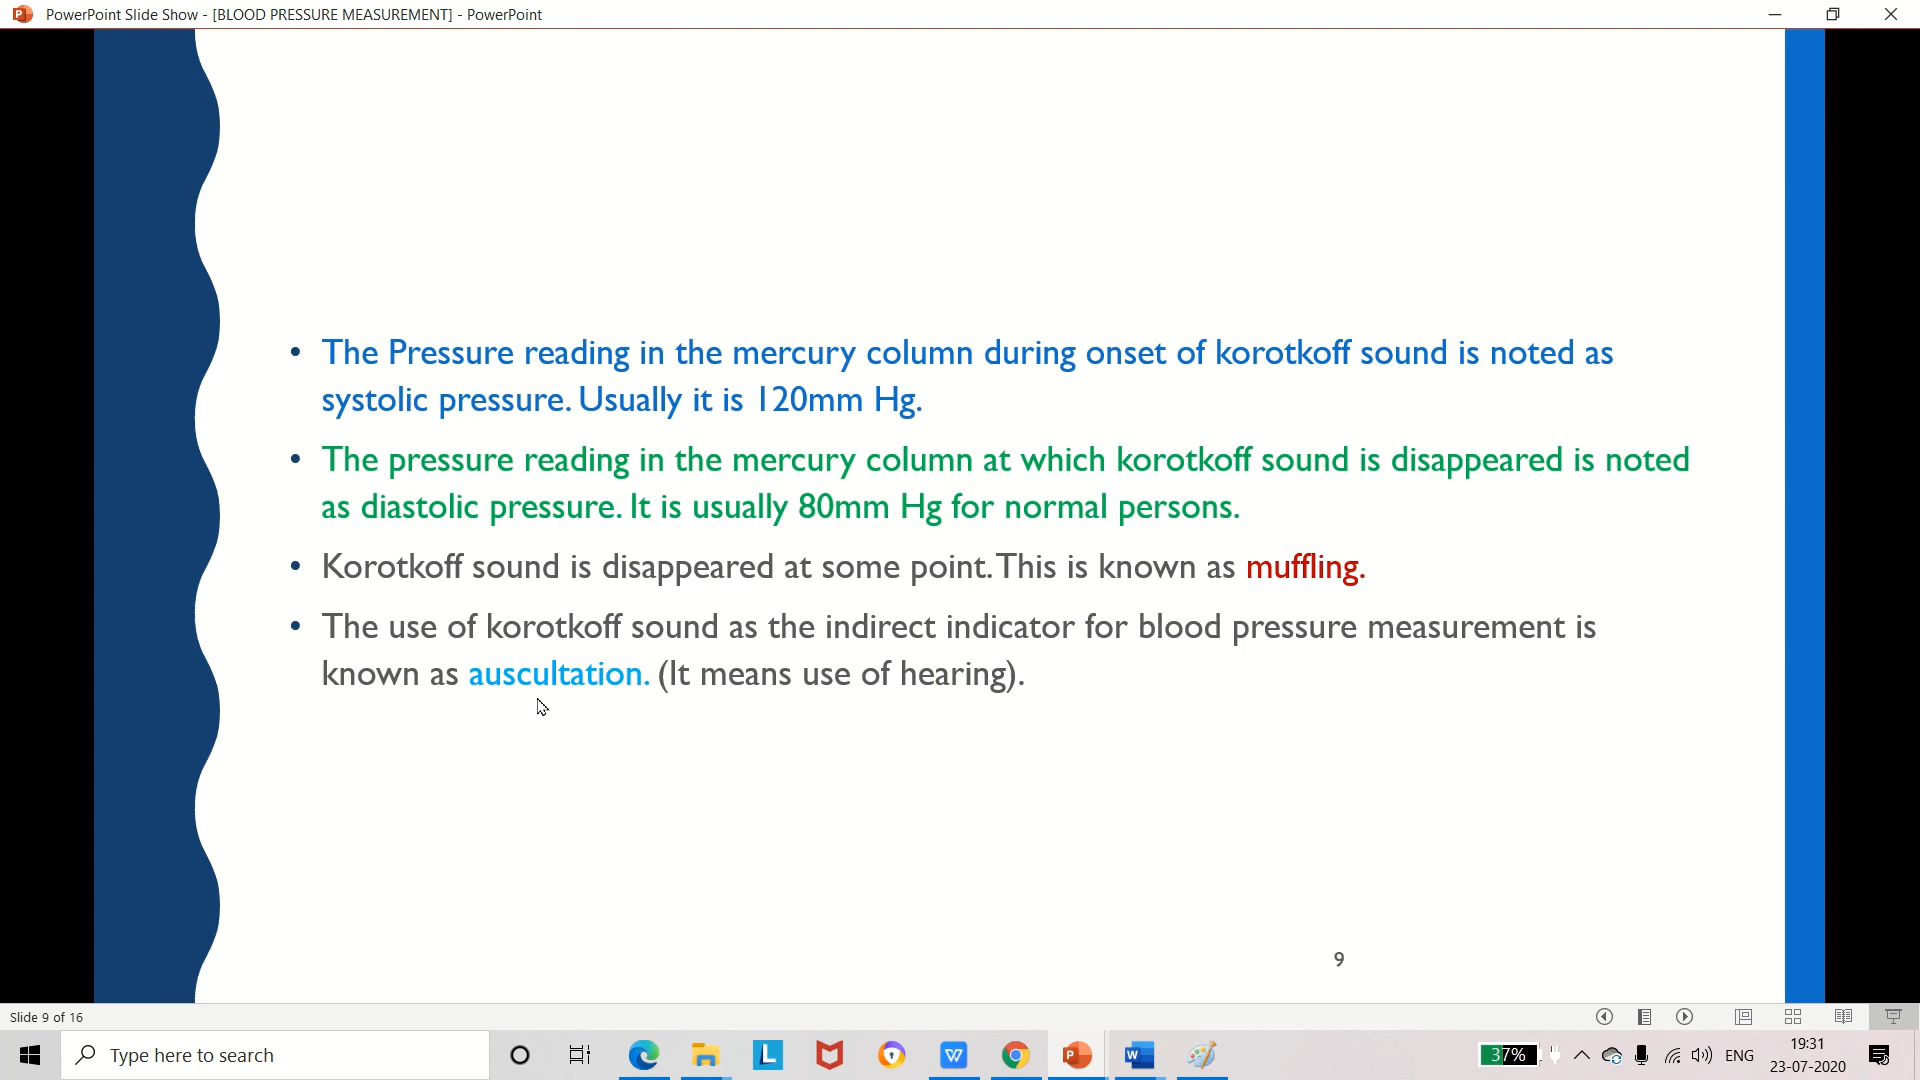 PowerPoint Slide Show - [BLOOD PRESSURE MEASUREMENT] - PowerPoint
• The Pressure reading in the mercury column during onset of korotkoff sound is noted as
systolic pressure. Usually it is 120mm Hg.
• The pressure reading in the mercury column at which korotkoff sound is disappeared is noted
as diastolic pressure. It is usually 80mm Hg for normal persons.
• Korotkoff sound is disappeared at some point. This is known as muffling.
• The use of korotkoff sound as the indirect indicator for blood pressure measurement is
known as auscultation. (It means use of hearing).
9
Slide 9 of 16
Type here to search
37%
ENG
19:31
23-07-2020